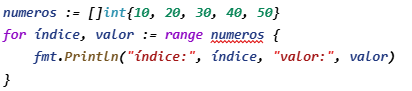 numeros := []int{10, 20, 30, 40, 50}
for índice, valor := range numeros {
    fmt.Println("índice:", índice, "valor:", valor)
}